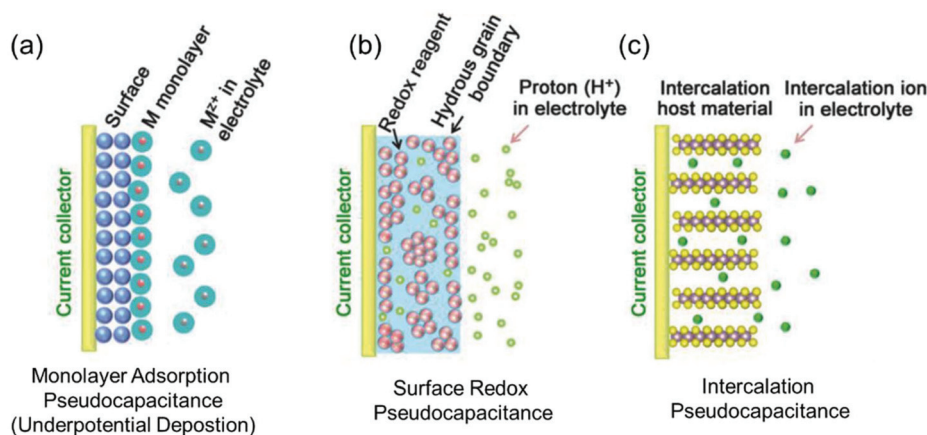 (a)
Surface
M monolayer
M^z+ in
electrolyte
Current collector
Monolayer Adsorption
Pseudocapacitance
(Underpotential Depostion)
(b)
Redox reagent
Hydrous grain
boundary
Proton (H⁺)
in electrolyte
Current collector
Surface Redox
Pseudocapacitance
(c)
Intercalation
host material
Intercalation ion
in electrolyte
Current collector
Intercalation
Pseudocapacitance